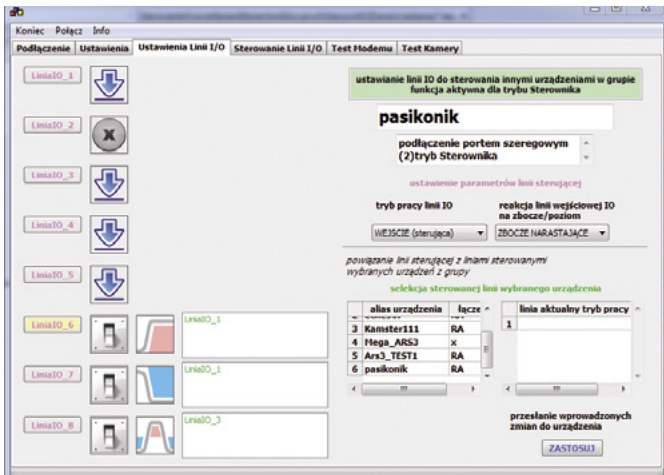 Koniec Połącz Info
Podłączenie Ustawienia Ustawienia Linii I/O Sterowanie Linii I/O Test Modemu Test Kamery
LiniaIO_1
LiniaIO_2
X
LiniaIO_3
LiniaIO_4
LiniaIO_5
LiniaIO_6
LiniaIO_1
LiniaIO_7
LiniaIO_1
LiniaIO_8
LiniaIO_3
ustawianie linii IO do sterowania innymi urządzeniami w grupie
funkcja aktywna dla trybu Sterownika
pasikonik
podłączenie portem szeregowym
(2)tryb Sterownika
ustawienie parametrów linii sterującej
tryb pracy linii IO
WEJSCIE (sterująca)
reakcja linii wejściowej IO
na zbocze/poziom
ZBOCZE NARASTAJĄCE
powiązanie linii sterującej z liniami sterowanymi
wybranych urządzeń z grupy
selekcja sterowanej linii wybranego urządzenia
alias urządzenia łącze
3 Kamster111 RA
4 Mega_ARS3 x
5 Ars3_TEST1 RA
6 pasikonik RA
linia aktualny tryb pracy
1
przesłanie wprowadzonych
zmian do urządzenia
ZASTOSUJ